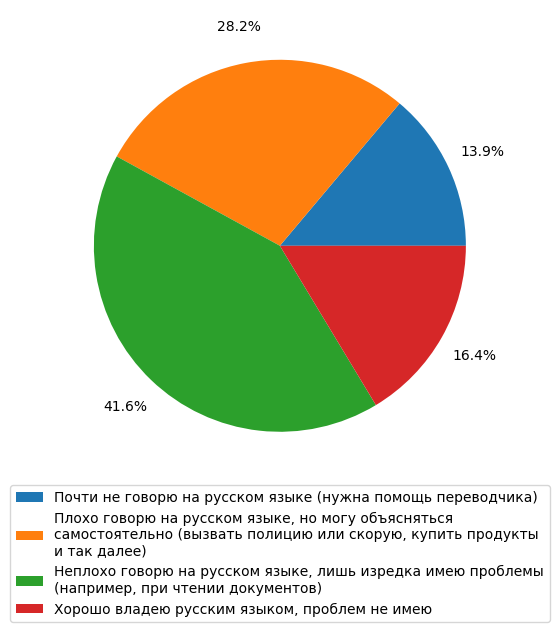 28.2%
13.9%
16.4%
41.6%
Почти не говорю на русском языке (нужна помощь переводчика)
Плохо говорю на русском языке, но могу объясняться
самостоятельно (вызвать полицию или скорую, купить продукты
и так далее)
Неплохо говорю на русском языке, лишь изредка имею проблемы
(например, при чтении документов)
Хорошо владею русским языком, проблем не имею